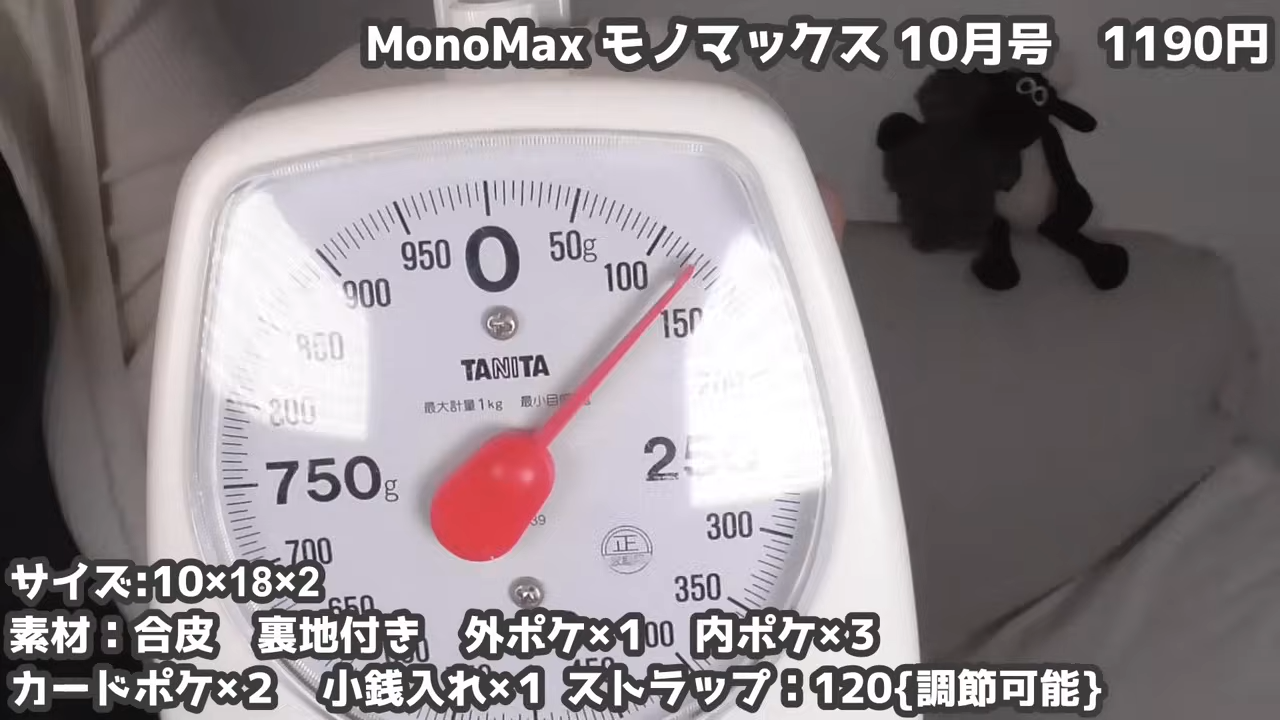 MonoMax モノマックス 10月号　1190円
0
950 50g
900 100
850 150
TANITA
800
最大計量1kg
750g
300
700
正
350
650
サイズ:10×18×2
素材：合皮　裏地付き　外ポケ×1　内ポケ×3
カードポケ×2　小銭入れ×1 ストラップ：120{調節可能}